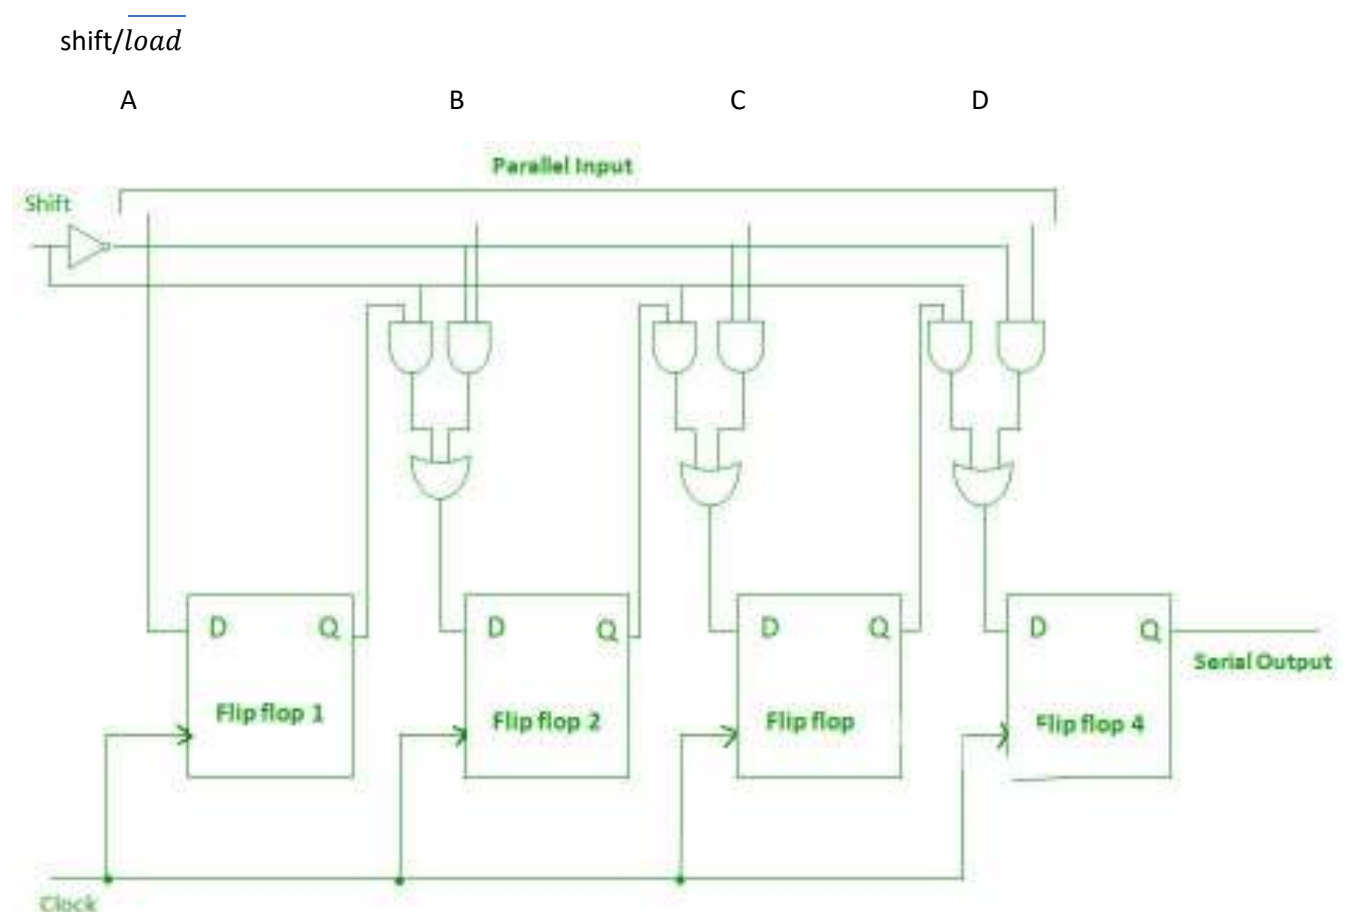 shift/load
A B C D
Parallel Input
Shift
D Q D Q D Q D Q
Serial Output
Flip flop 1 Flip flop 2 Flip flop Flip flop 4
Clock